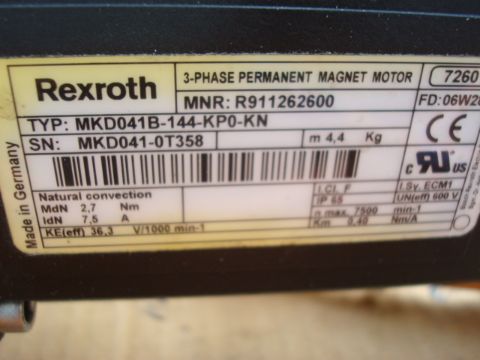 Rexroth
3-PHASE PERMANENT MAGNET MOTOR
7260
MNR: R911262600
FD: 06W
TYP: MKD041B-144-KP0-KN
SN: MKD041-0T358
m 4,4 Kg
Made in Germany
c US
Natural convection
MdN 2,7 Nm
IdN 7,5 A
KE(eff) 36,3 V/1000 min-1
I.Cl. F
I.Sy. ECM1
IP 65
UN(eff) 600 V
n max. 7500 min-1
Km 0,40 Nm/A